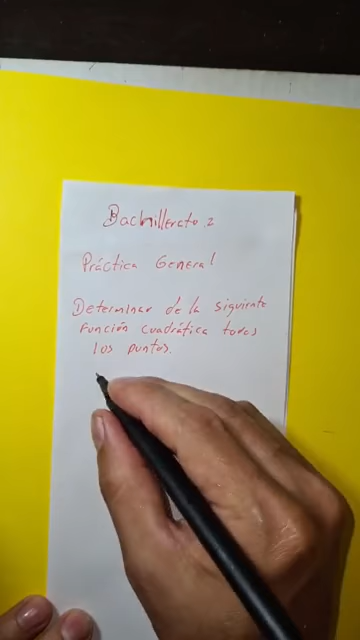 Bachillerato 2
Práctica General
Determinar de la siguiente
Función cuadrática todos
los puntos.